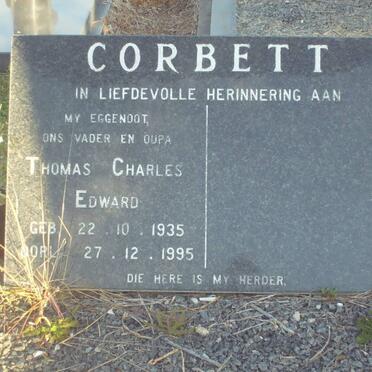 CORBETT
IN LIEFDEVOLLE HERINNERING AAN
MY EGGENOOT,
ONS VADER EN OUPA
THOMAS CHARLES
EDWARD
GEB. 22.10.1935
OORL. 27.12.1995
DIE HERE IS MY HERDER.